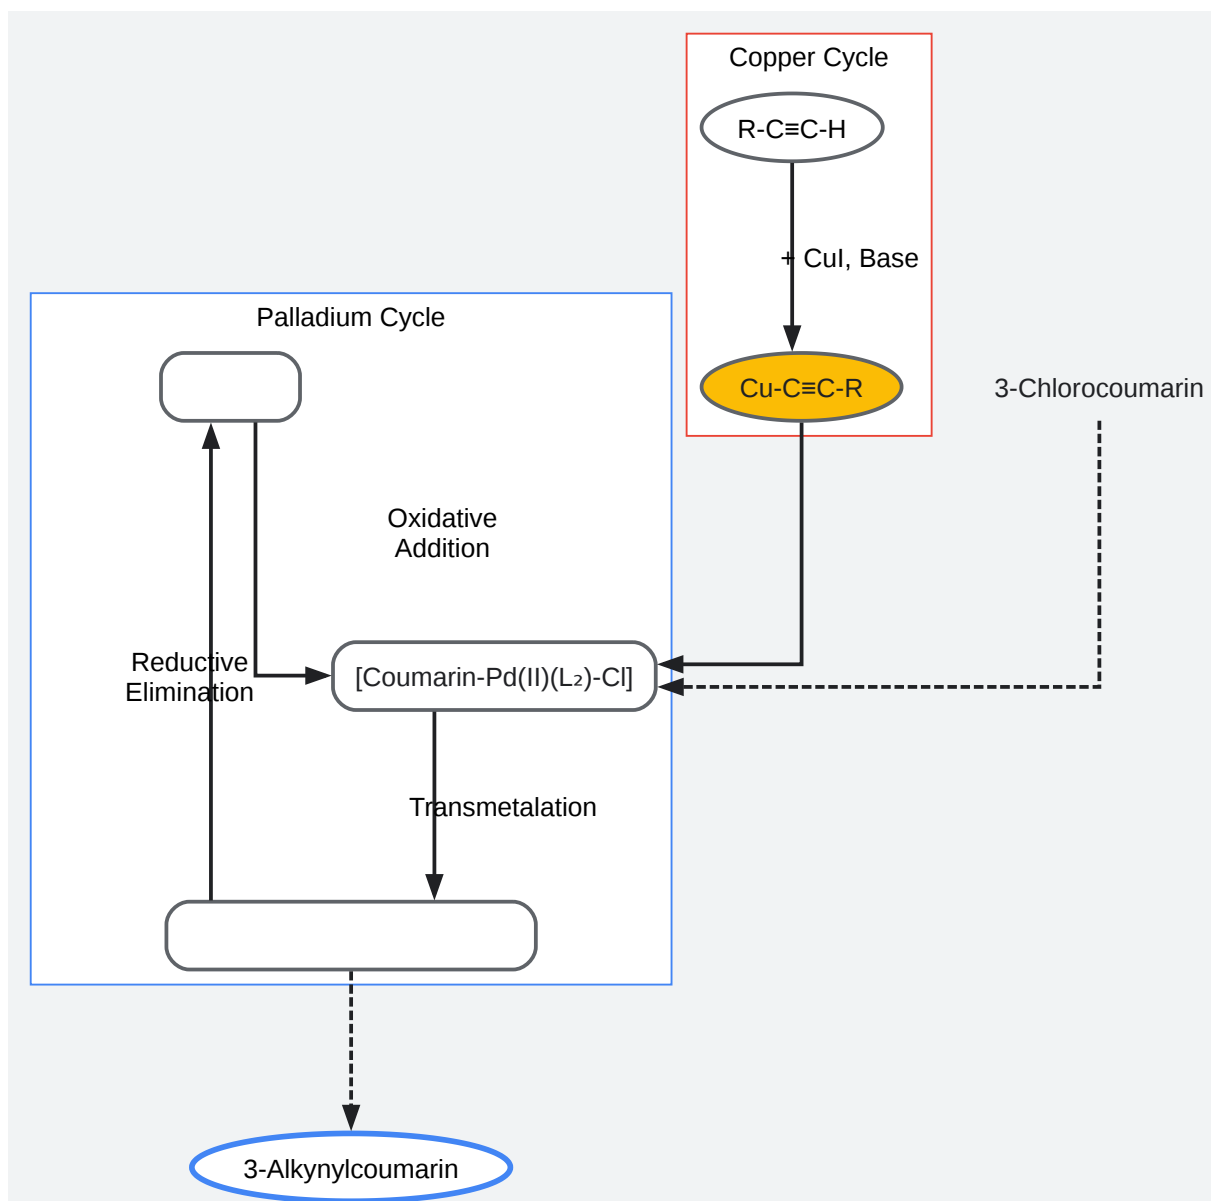 Copper Cycle
R-C≡C-H
+ CuI, Base
Palladium Cycle
Cu-C≡C-R
3-Chlorocoumarin
Oxidative
Addition
Reductive
Elimination
[Coumarin-Pd(II)(L₂)-Cl]
Transmetalation
3-Alkynylcoumarin